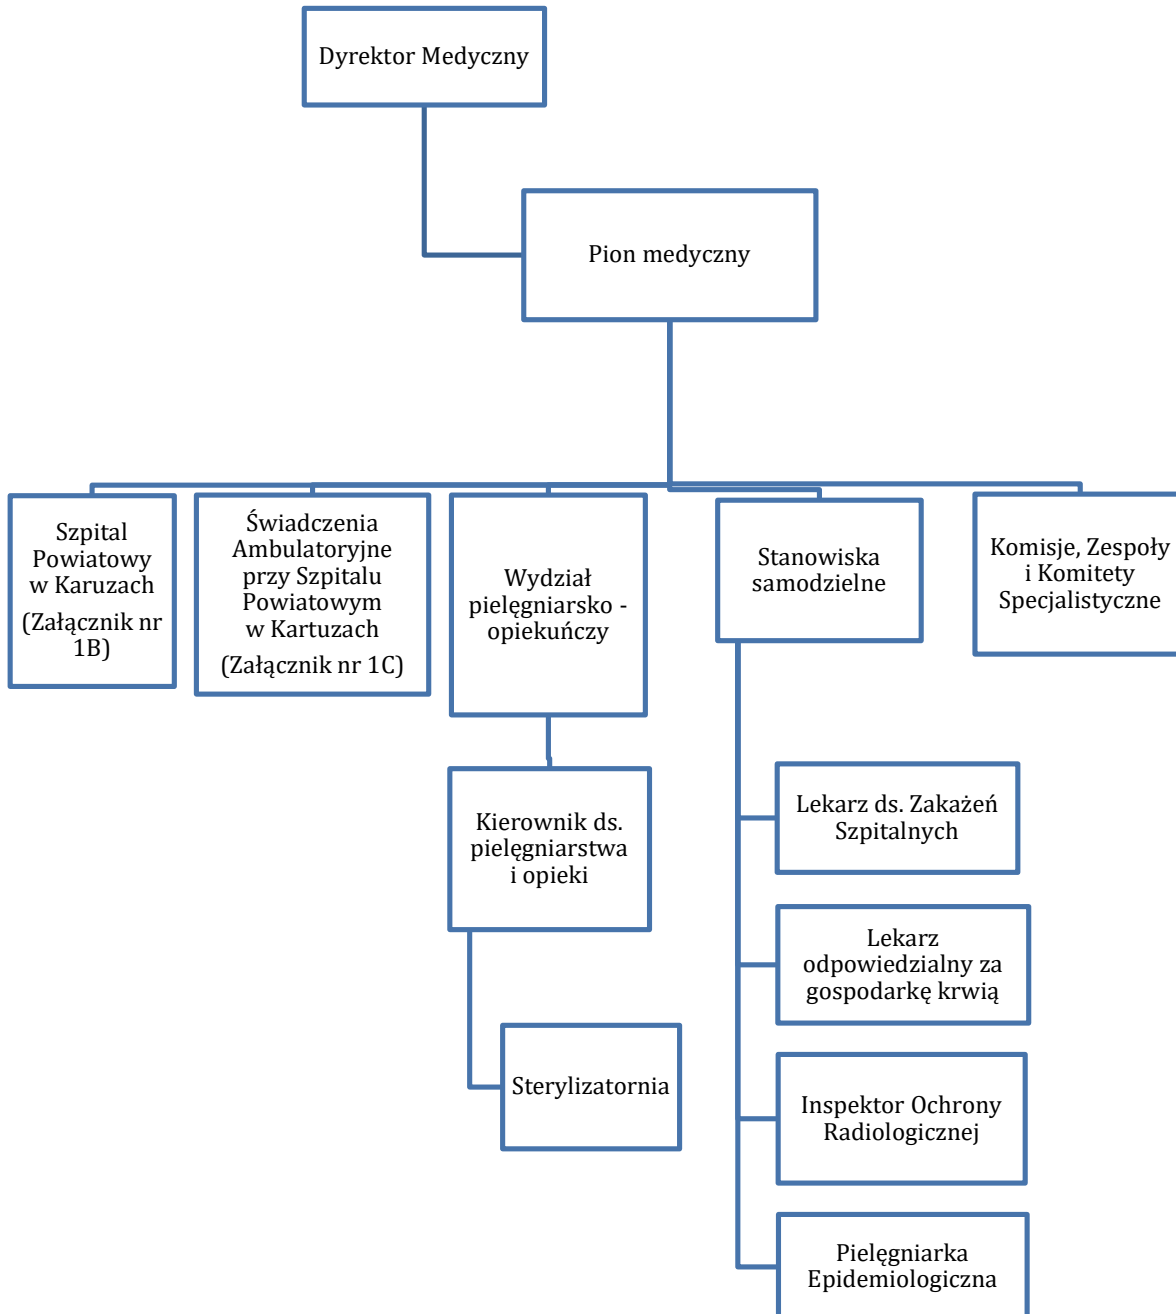 Dyrektor Medyczny
Pion medyczny
Szpital
Powiatowy
w Karuzach
(Załącznik nr
1B)
Świadczenia
Ambulatoryjne
przy Szpitalu
Powiatowym
w Kartuzach
(Załącznik nr 1C)
Wydział
pielęgniarsko -
opiekuńczy
Stanowiska
samodzielne
Komisje, Zespoły
i Komitety
Specjalistyczne
Kierownik ds.
pielęgniarstwa
i opieki
Sterylizatornia
Lekarz ds. Zakażeń
Szpitalnych
Lekarz
odpowiedzialny za
gospodarkę krwią
Inspektor Ochrony
Radiologicznej
Pielęgniarka
Epidemiologiczna